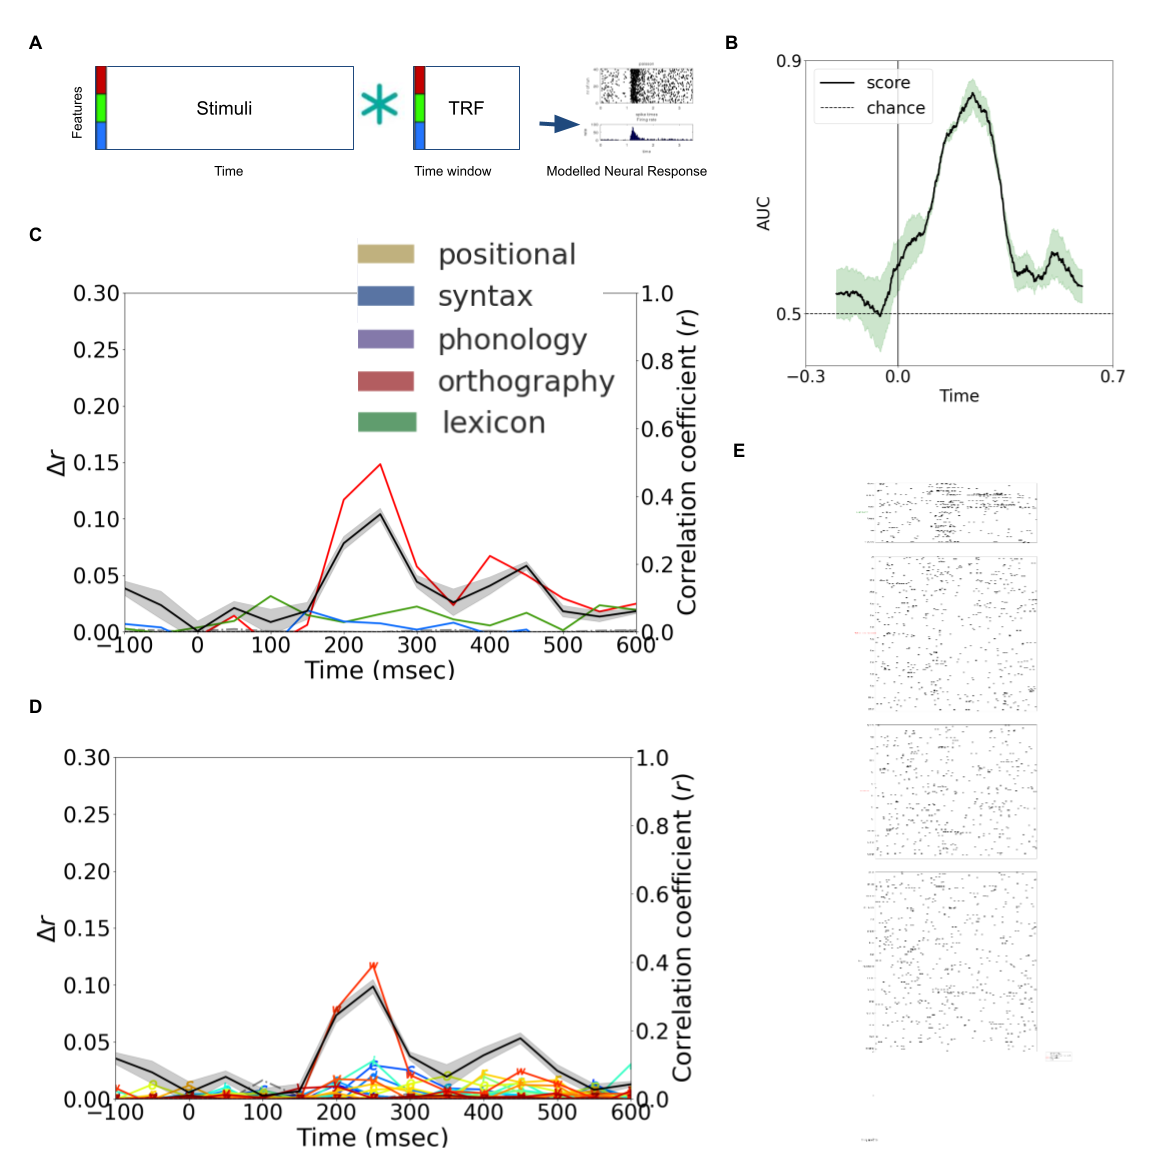 A
Features
Stimuli
TRF
Time
Time window
Modelled Neural Response
B
0.9
score
chance
AUC
0.5
−0.3
0.0
0.7
Time
C
positional
syntax
phonology
orthography
lexicon
0.30
0.25
0.20
0.15
0.10
0.05
0.00
Δr
1.0
0.8
0.6
0.4
0.2
0.0
Correlation coefficient (r)
−100
0
100
200
300
400
500
600
Time (msec)
D
0.30
0.25
0.20
0.15
0.10
0.05
0.00
Δr
1.0
0.8
0.6
0.4
0.2
0.0
Correlation coefficient (r)
−100
0
100
200
300
400
500
600
Time (msec)
E